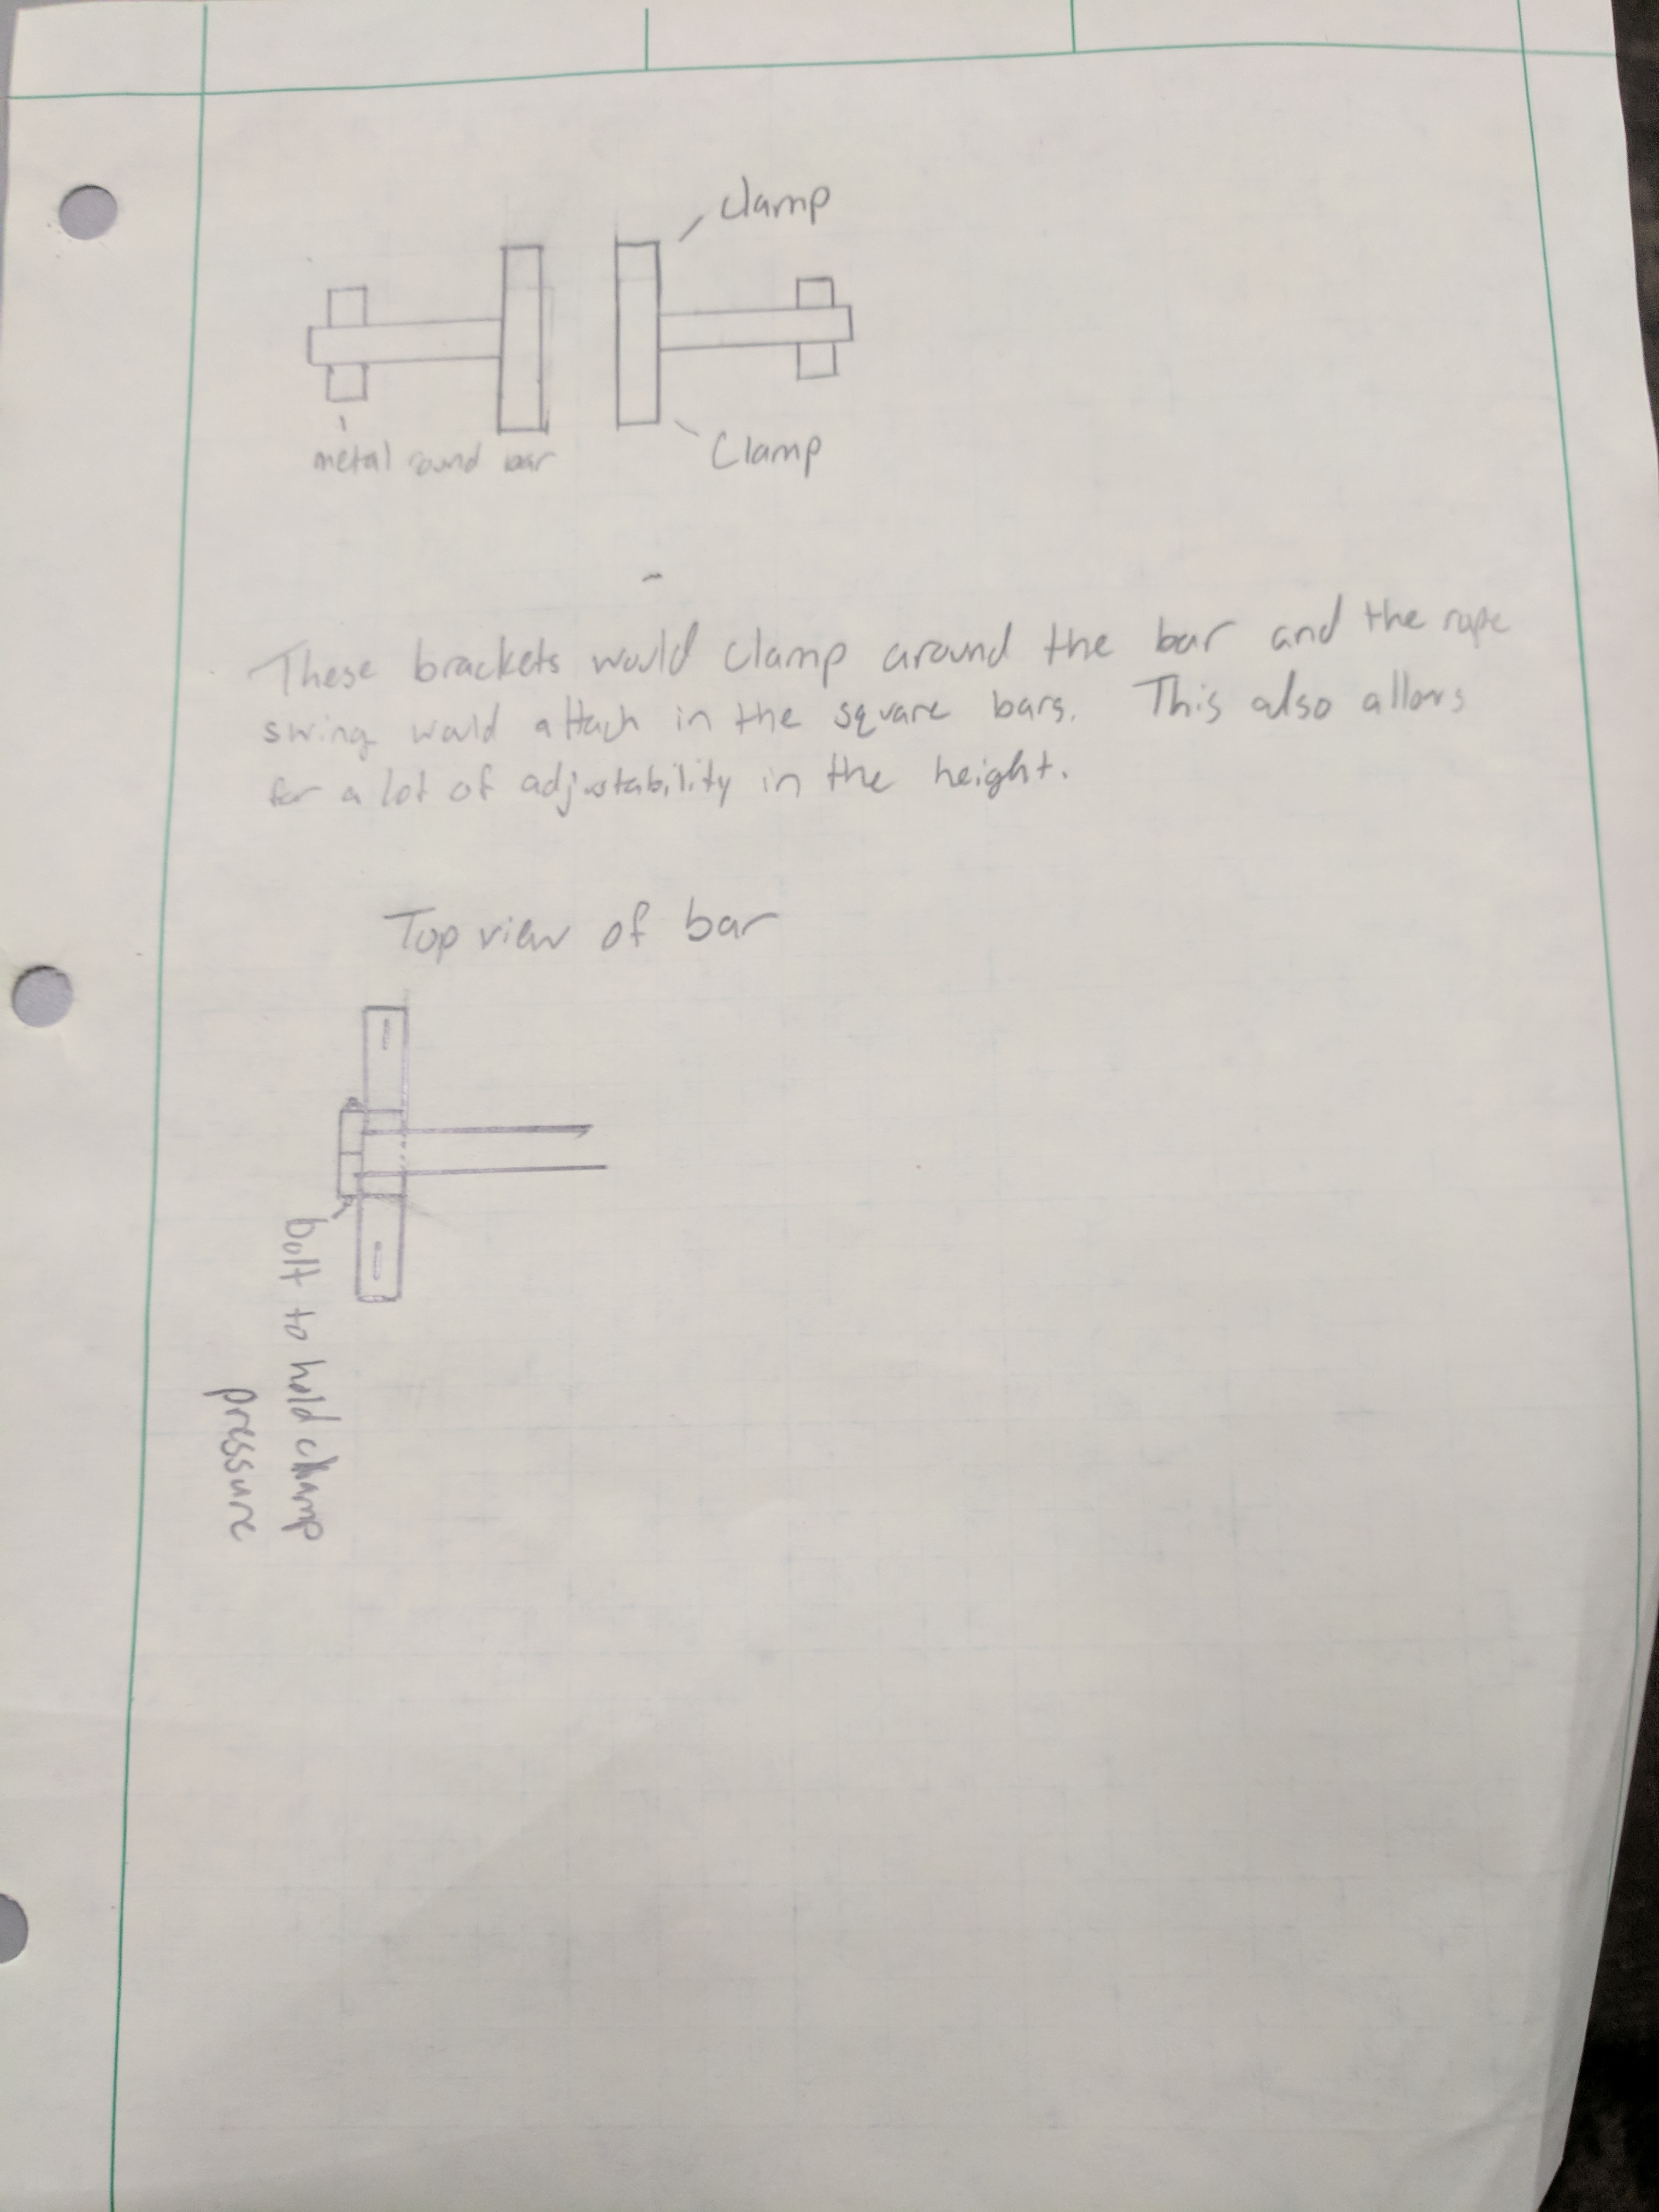 clamp
metal round bar
Clamp
These brackets would clamp around the bar and the rope
swing would attach in the square bars. This also allows
for a lot of adjustability in the height.
Top view of bar
bolt to hold clamp
pressure